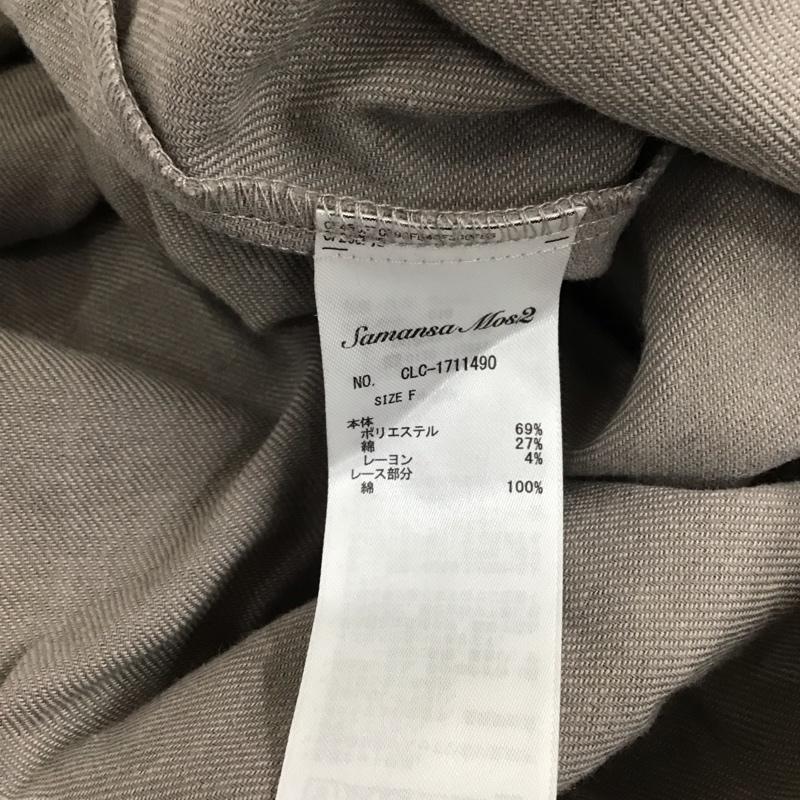 Samansa Mos2
NO. CLC-1711490
SIZE F
本体
ポリエステル 69%
綿 27%
レーヨン 4%
レース部分
綿 100%